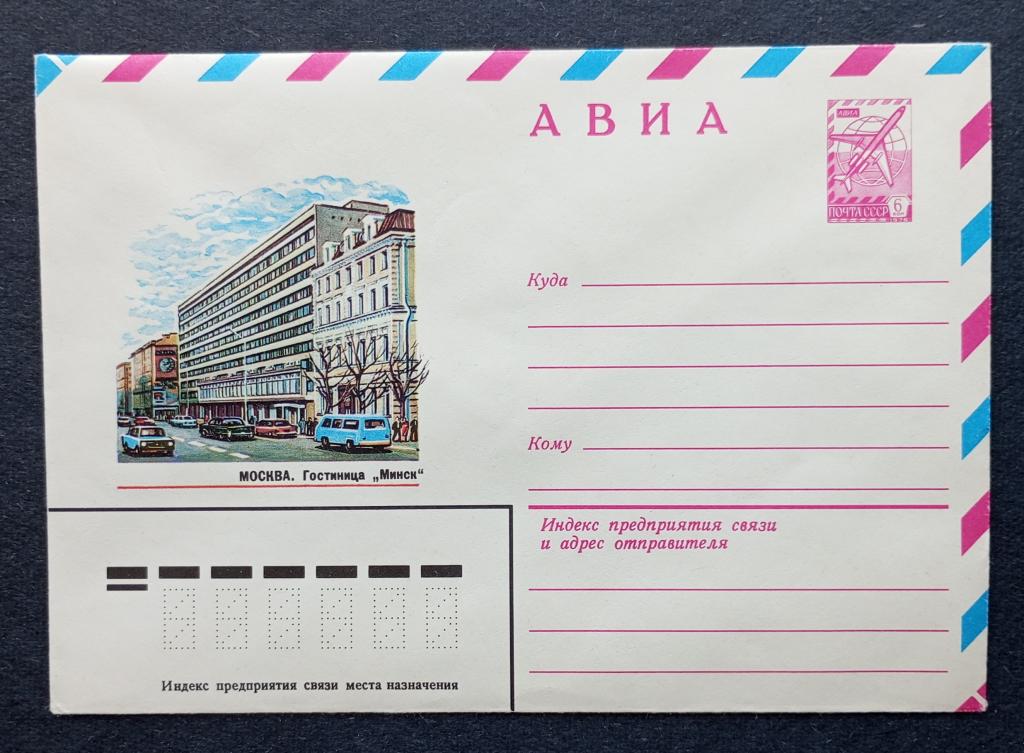 АВИА
АВИА
ПОЧТА СССР
6
Куда
МОСКВА. Гостиница „Минск“
Кому
Индекс предприятия связи
и адрес отправителя
Индекс предприятия связи места назначения